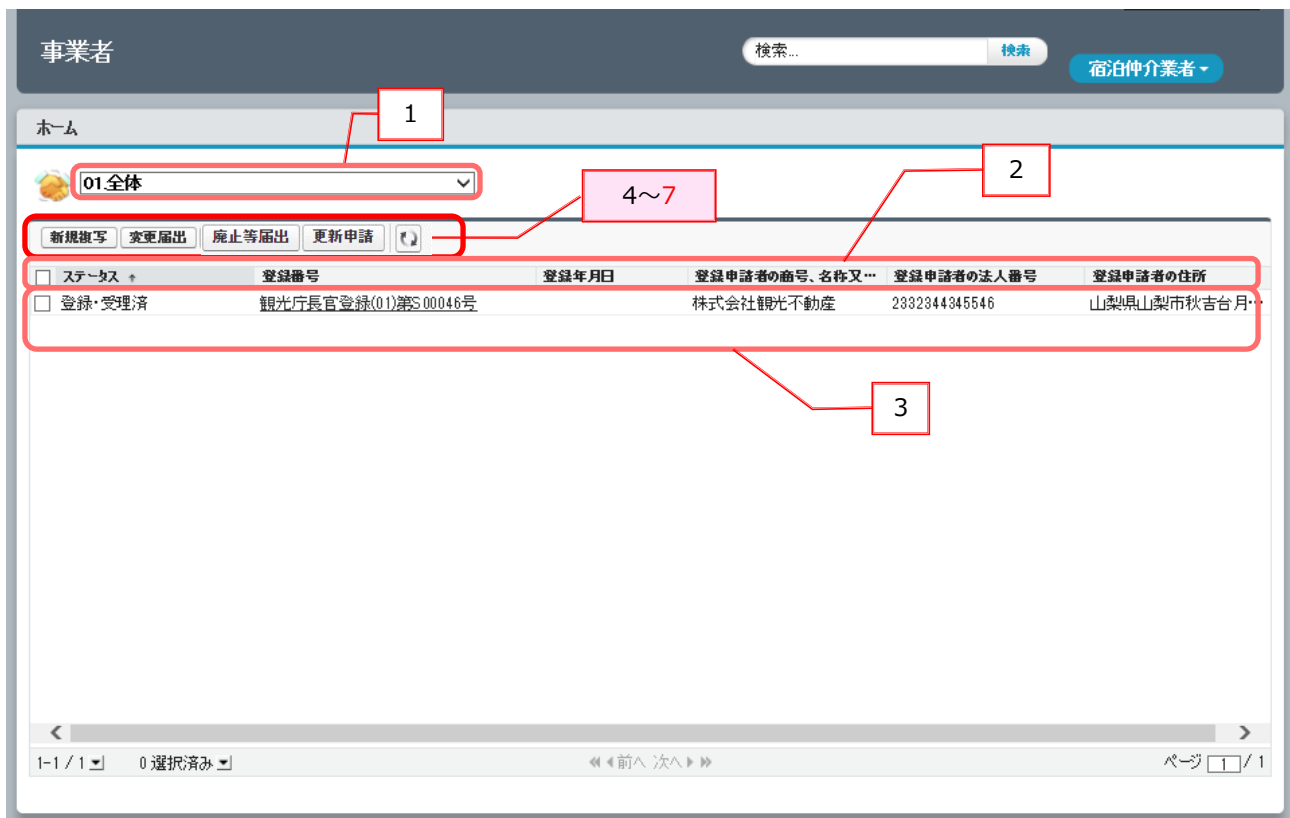 事業者
検索...
検索
宿泊仲介業者
1
ホーム
2
01.全体
4～7
新規複写 変更届出 廃止等届出 更新申請
ステータス ↑ 登録番号 登録年月日 登録申請者の商号、名称又… 登録申請者の法人番号 登録申請者の住所
登録・受理済 観光庁長官登録(01)第S00046号 株式会社観光不動産 2332344345546 山梨県山梨市秋吉台月…
3
1-1 / 1 0 選択済み 前へ 次へ ページ 1 / 1